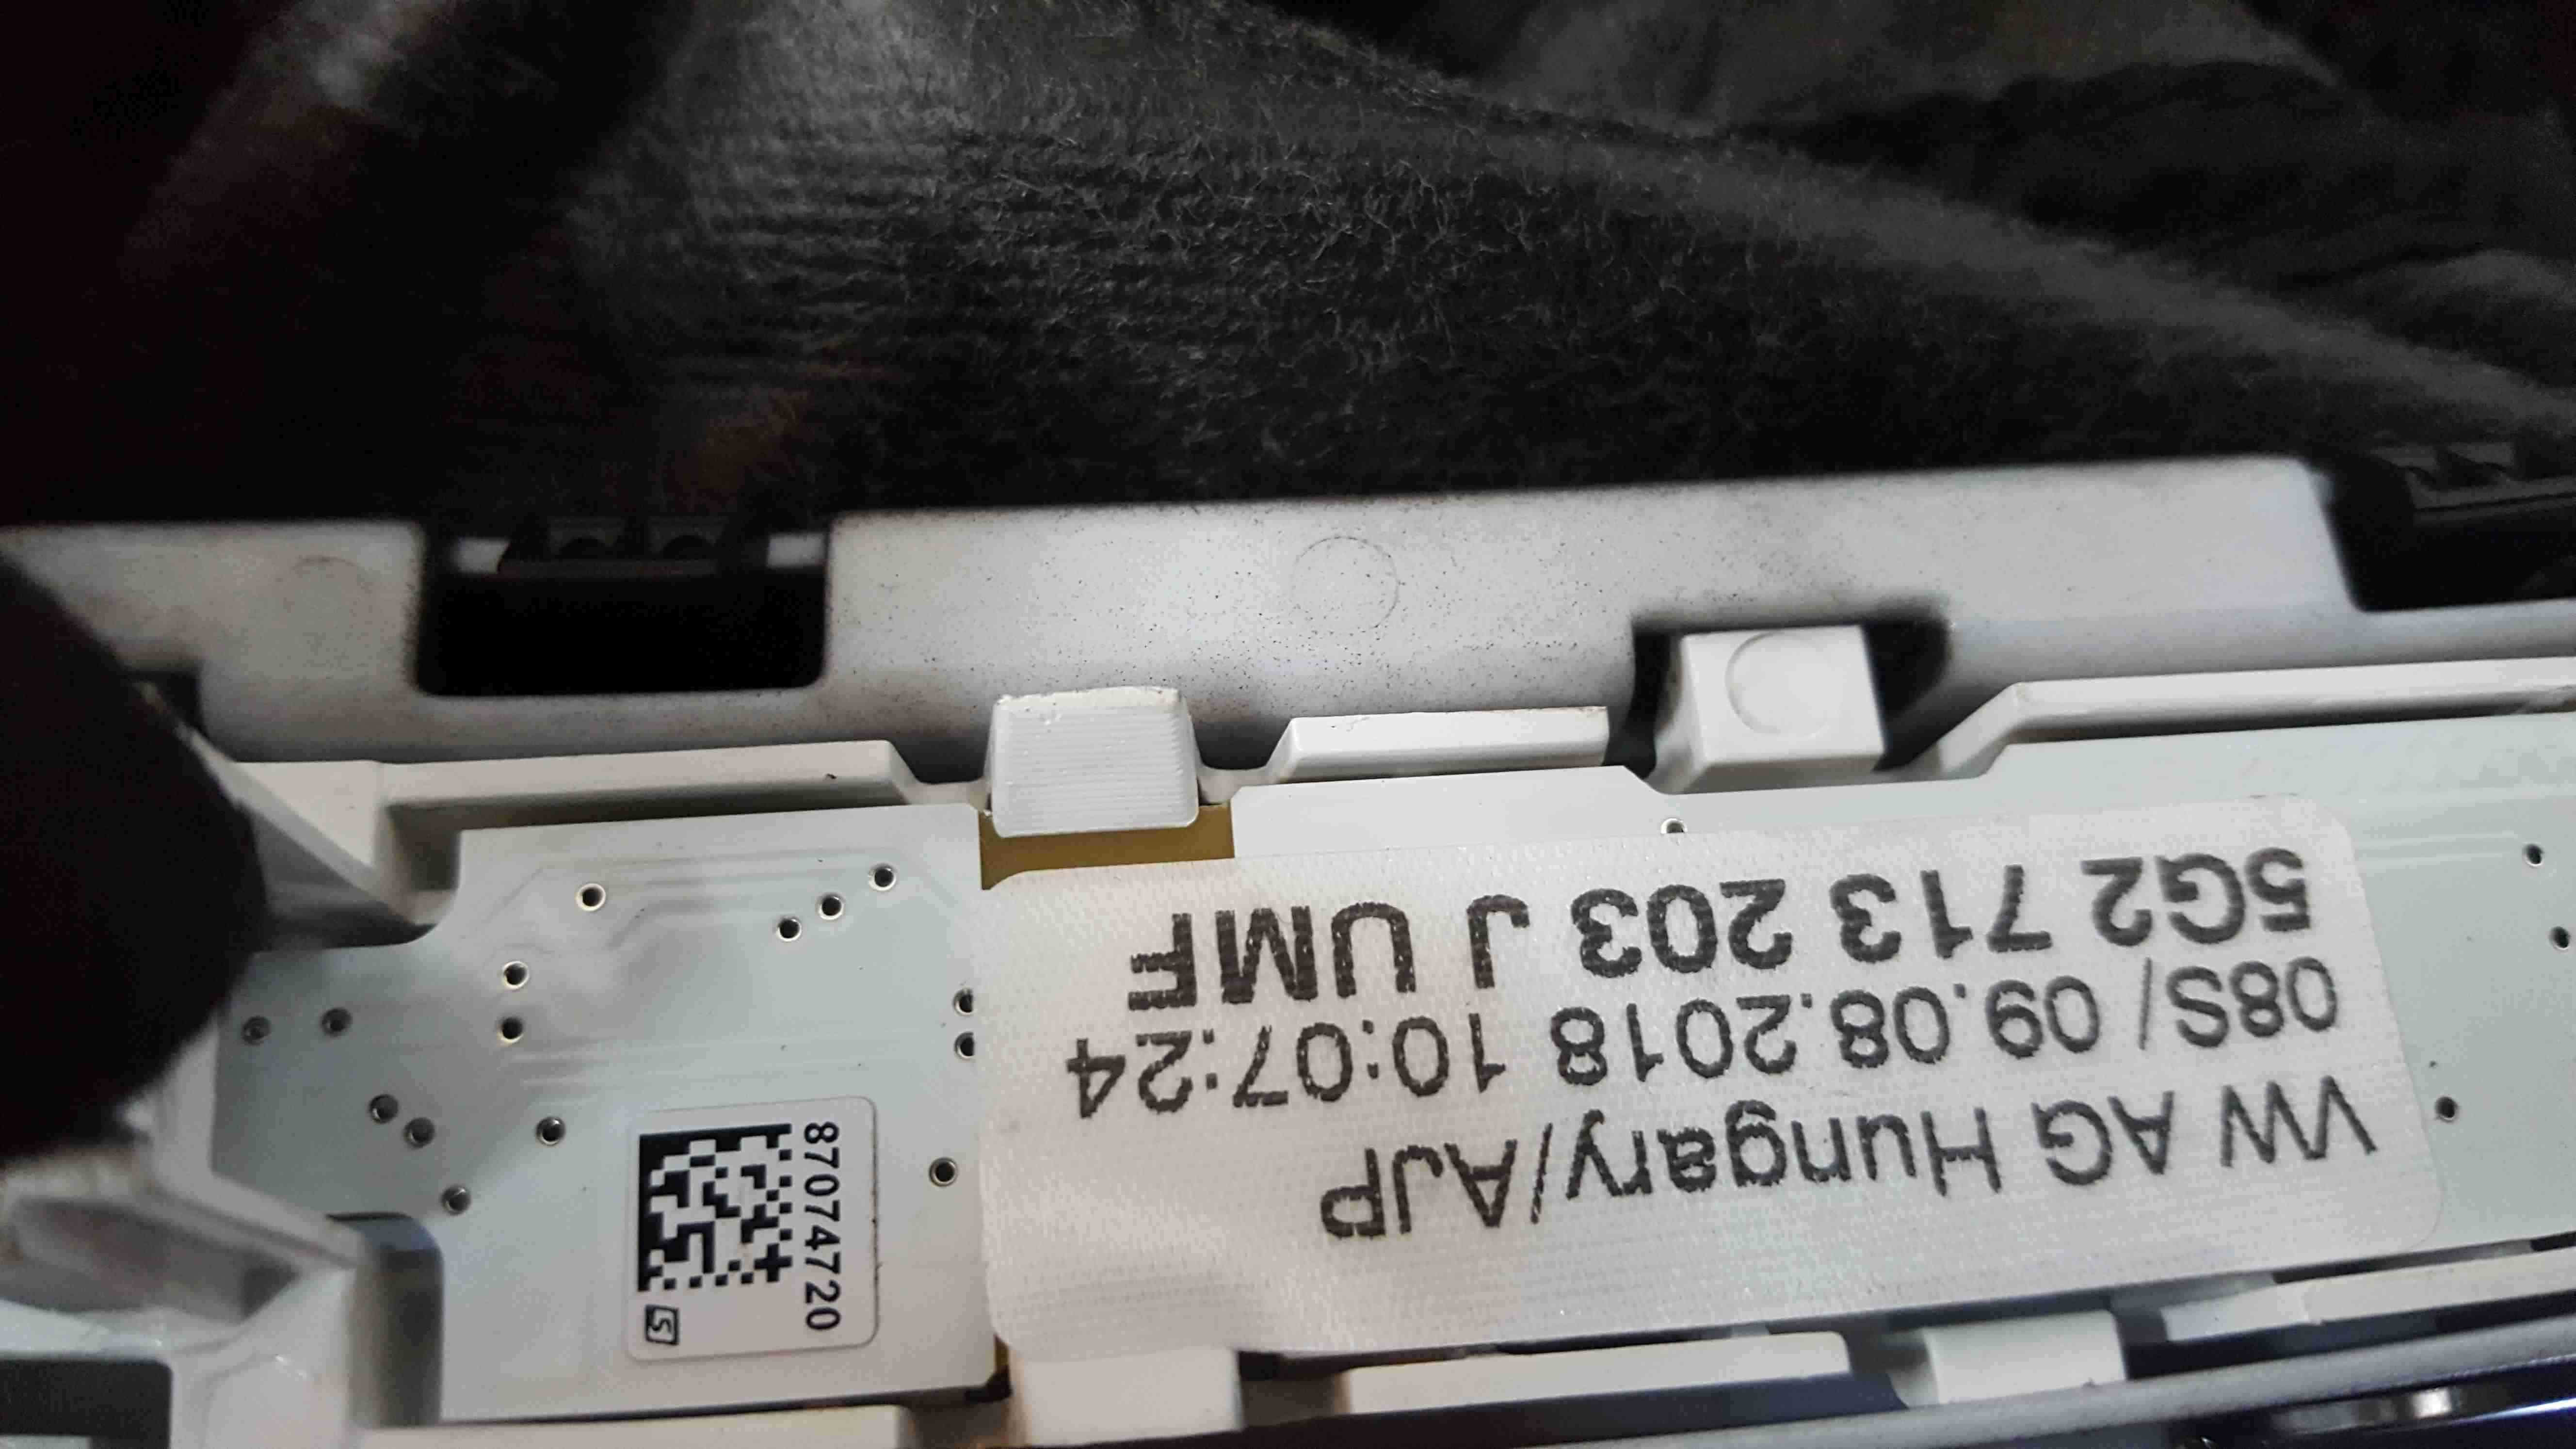 VW AG Hungary/AJP
08S/ 09.08.2018 10:07:24
5G2 713 203 J UMF
87074720
S